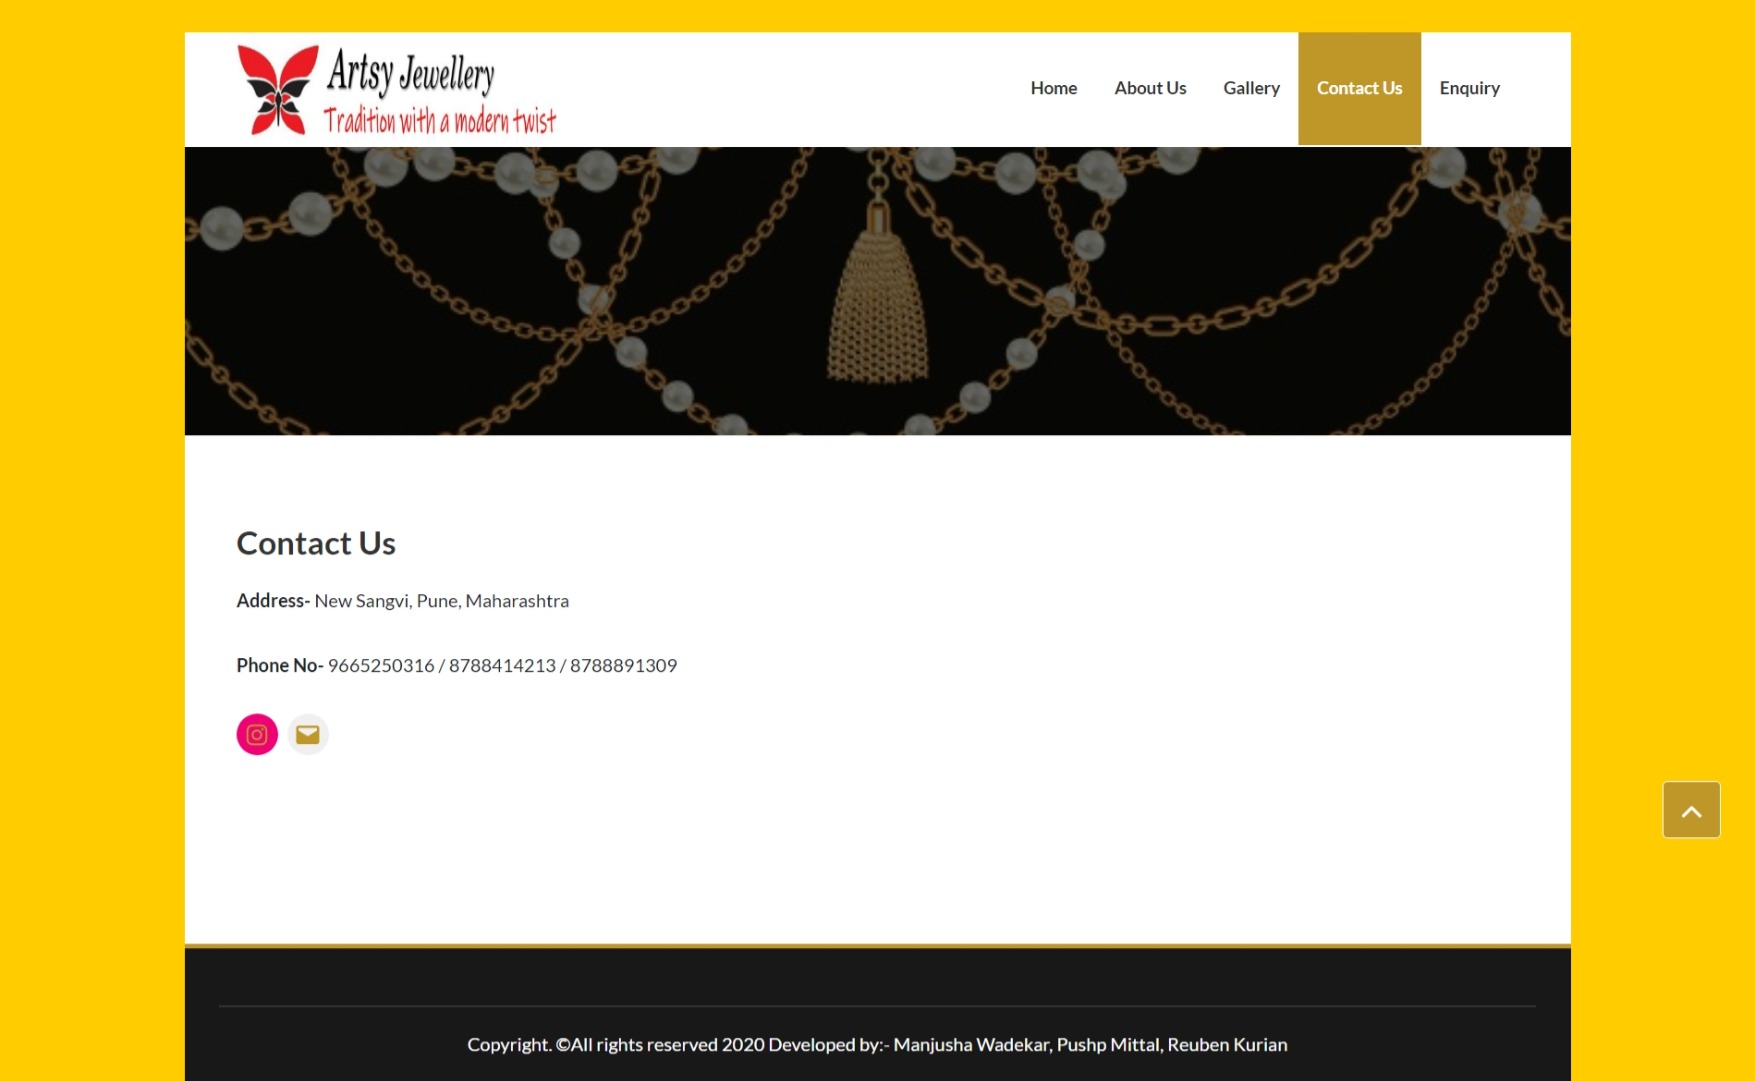 Artsy Jewellery
Tradition with a modern twist
Home About Us Gallery Contact Us Enquiry
Contact Us
Address- New Sangvi, Pune, Maharashtra
Phone No- 9665250316 / 8788414213 / 8788891309
Copyright. ©All rights reserved 2020 Developed by:- Manjusha Wadekar, Pushp Mittal, Reuben Kurian